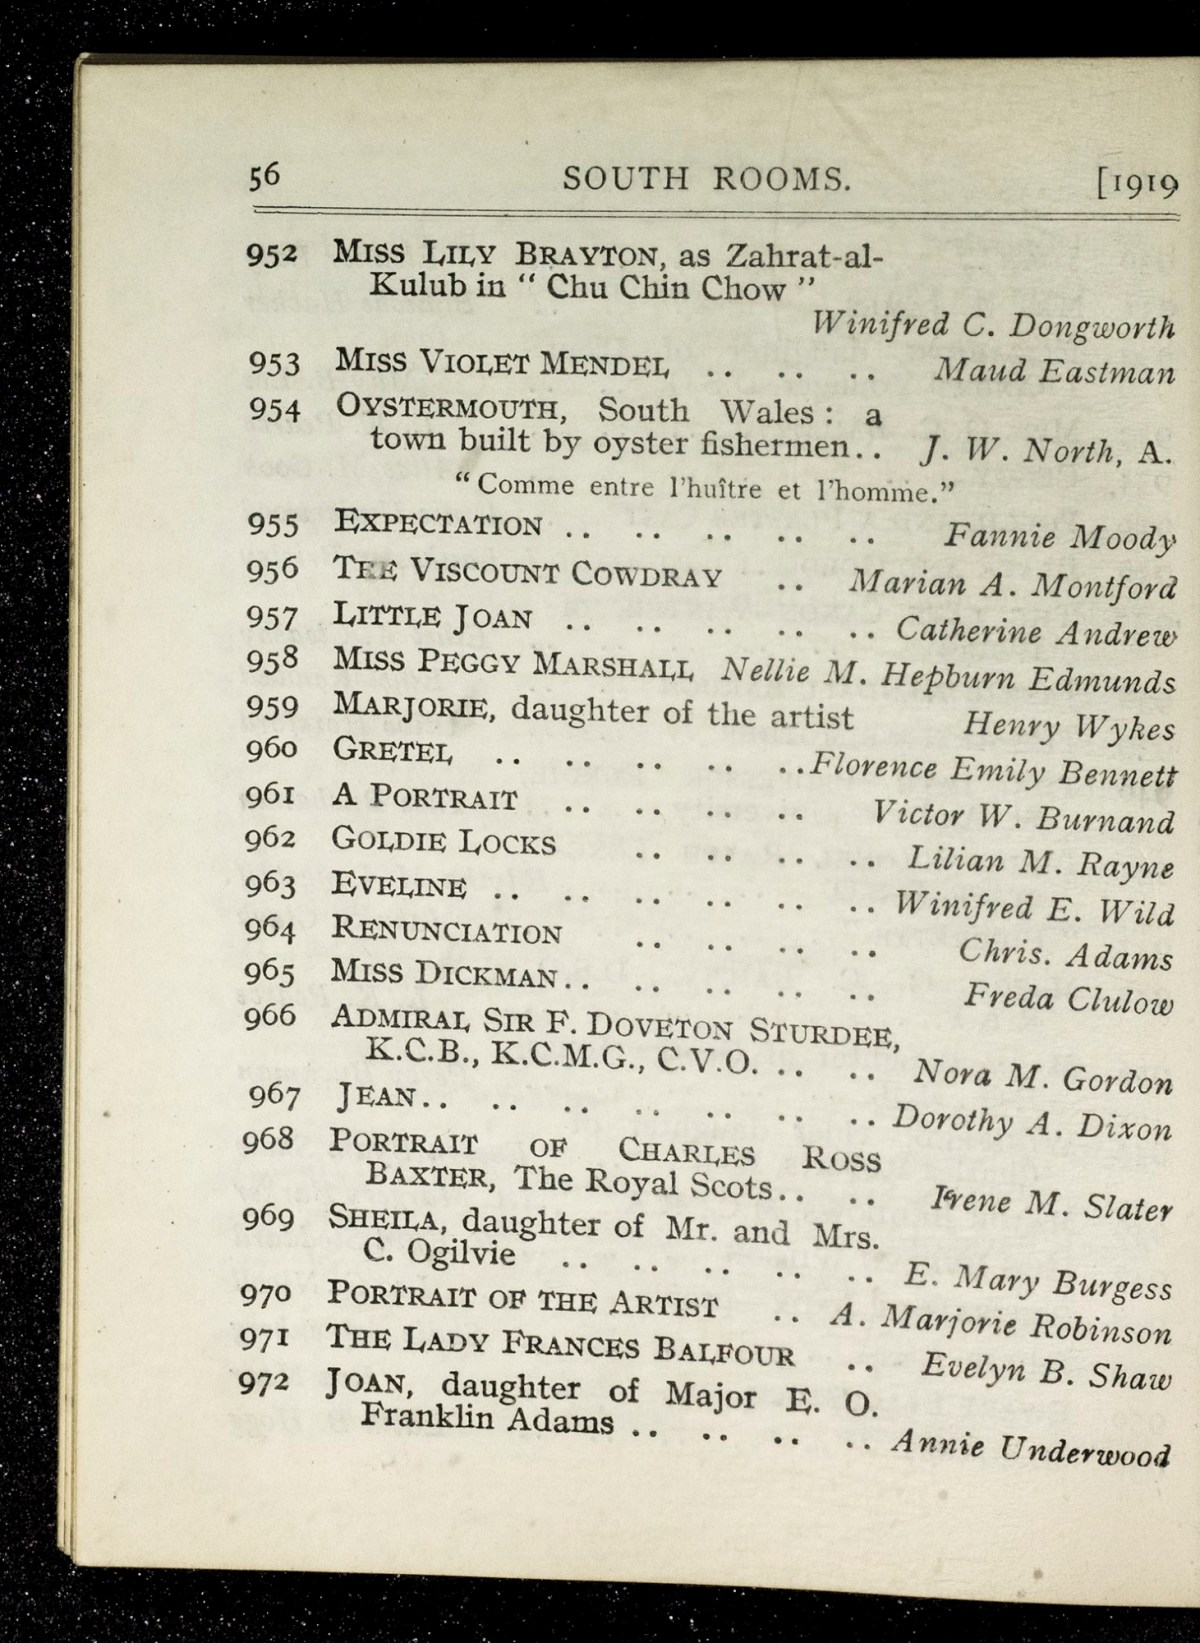 56 SOUTH ROOMS. [1919
952 MISS LILY BRAYTON, as Zahrat-al-
Kulub in “ Chu Chin Chow ”
Winifred C. Dongworth
953 MISS VIOLET MENDEL .. .. .. Maud Eastman
954 OYSTERMOUTH, South Wales : a
town built by oyster fishermen.. J. W. North, A.
“ Comme entre l’huître et l’homme.”
955 EXPECTATION .. .. .. .. .. Fannie Moody
956 THE VISCOUNT COWDRAY .. Marian A. Montford
957 LITTLE JOAN .. .. .. .. .. Catherine Andrew
958 MISS PEGGY MARSHALL Nellie M. Hepburn Edmunds
959 MARJORIE, daughter of the artist Henry Wykes
960 GRETEL .. .. .. .. .. Florence Emily Bennett
961 A PORTRAIT .. .. .. .. Victor W. Burnand
962 GOLDIE LOCKS .. .. .. .. Lilian M. Rayne
963 EVELINE .. .. .. .. .. .. Winifred E. Wild
964 RENUNCIATION .. .. .. .. Chris. Adams
965 MISS DICKMAN.. .. .. .. .. Freda Clulow
966 ADMIRAL SIR F. DOVETON STURDEE,
K.C.B., K.C.M.G., C.V.O. .. .. Nora M. Gordon
967 JEAN.. .. .. .. .. .. .. Dorothy A. Dixon
968 PORTRAIT OF CHARLES ROSS
BAXTER, The Royal Scots.. .. Irene M. Slater
969 SHEILA, daughter of Mr. and Mrs.
C. Ogilvie .. .. .. .. .. E. Mary Burgess
970 PORTRAIT OF THE ARTIST .. A. Marjorie Robinson
971 THE LADY FRANCES BALFOUR .. Evelyn B. Shaw
972 JOAN, daughter of Major E. O.
Franklin Adams .. .. .. .. Annie Underwood